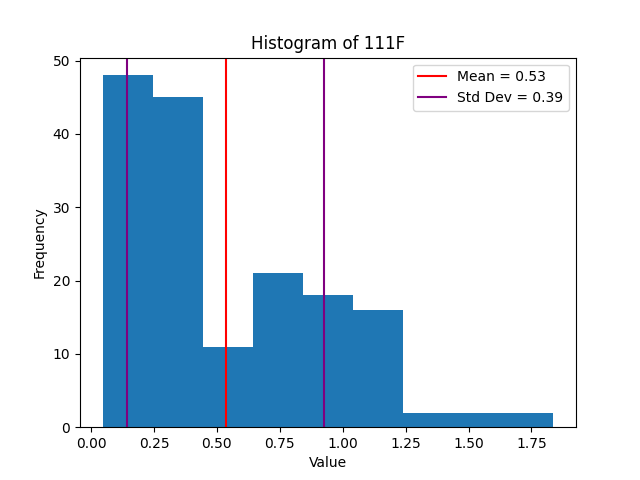 Histogram of 111F
Mean = 0.53
Std Dev = 0.39
50
40
30
20
10
0
Frequency
0.00 0.25 0.50 0.75 1.00 1.25 1.50 1.75
Value